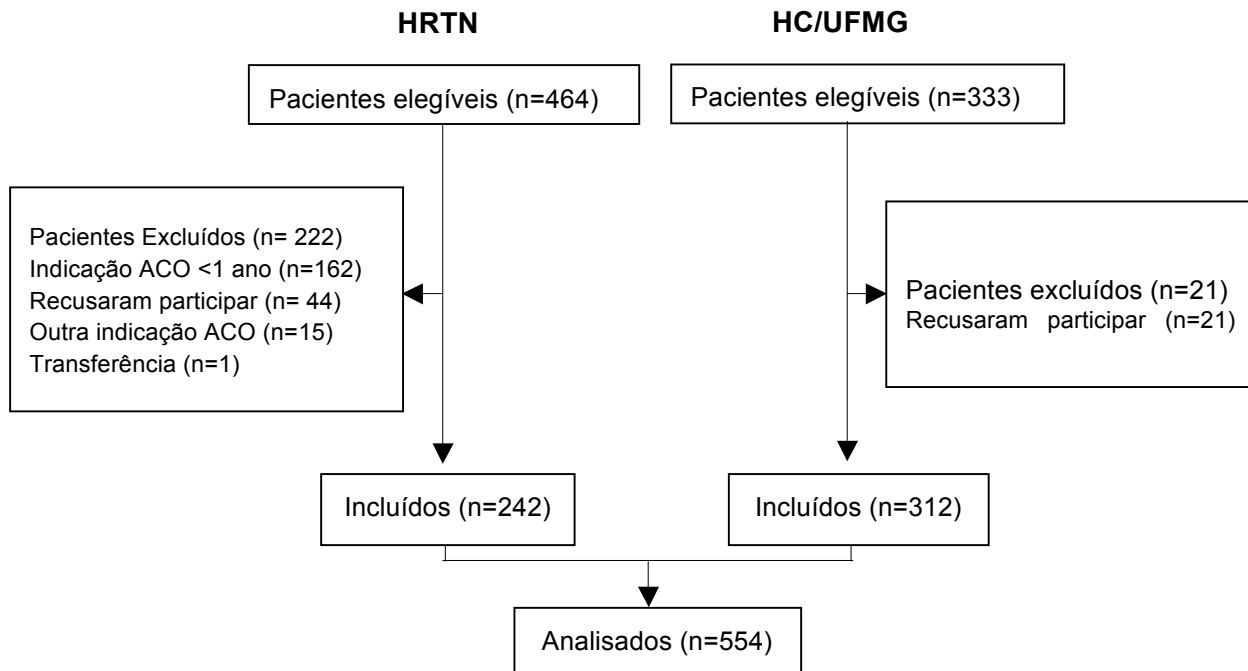 HRTN
HC/UFMG
Pacientes elegíveis (n=464)
Pacientes elegíveis (n=333)
Pacientes Excluídos (n= 222)
Indicação ACO <1 ano (n=162)
Recusaram participar (n= 44)
Outra indicação ACO (n=15)
Transferência (n=1)
Pacientes excluídos (n=21)
Recusaram participar (n=21)
Incluídos (n=242)
Incluídos (n=312)
Analisados (n=554)